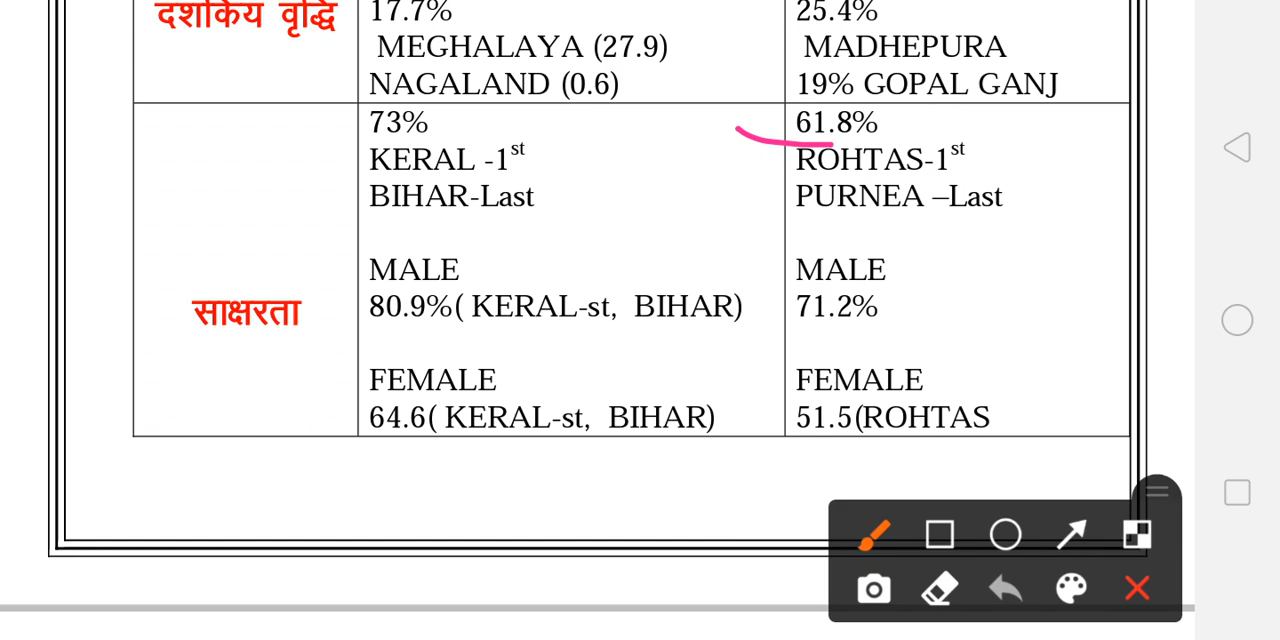 दशकिय वृद्धि
17.7%
MEGHALAYA (27.9)
NAGALAND (0.6)
25.4%
MADHEPURA
19% GOPAL GANJ
साक्षरता
73%
KERAL -1st
BIHAR-Last
MALE
80.9%( KERAL-st, BIHAR)
FEMALE
64.6( KERAL-st, BIHAR)
61.8%
ROHTAS-1st
PURNEA –Last
MALE
71.2%
FEMALE
51.5(ROHTAS